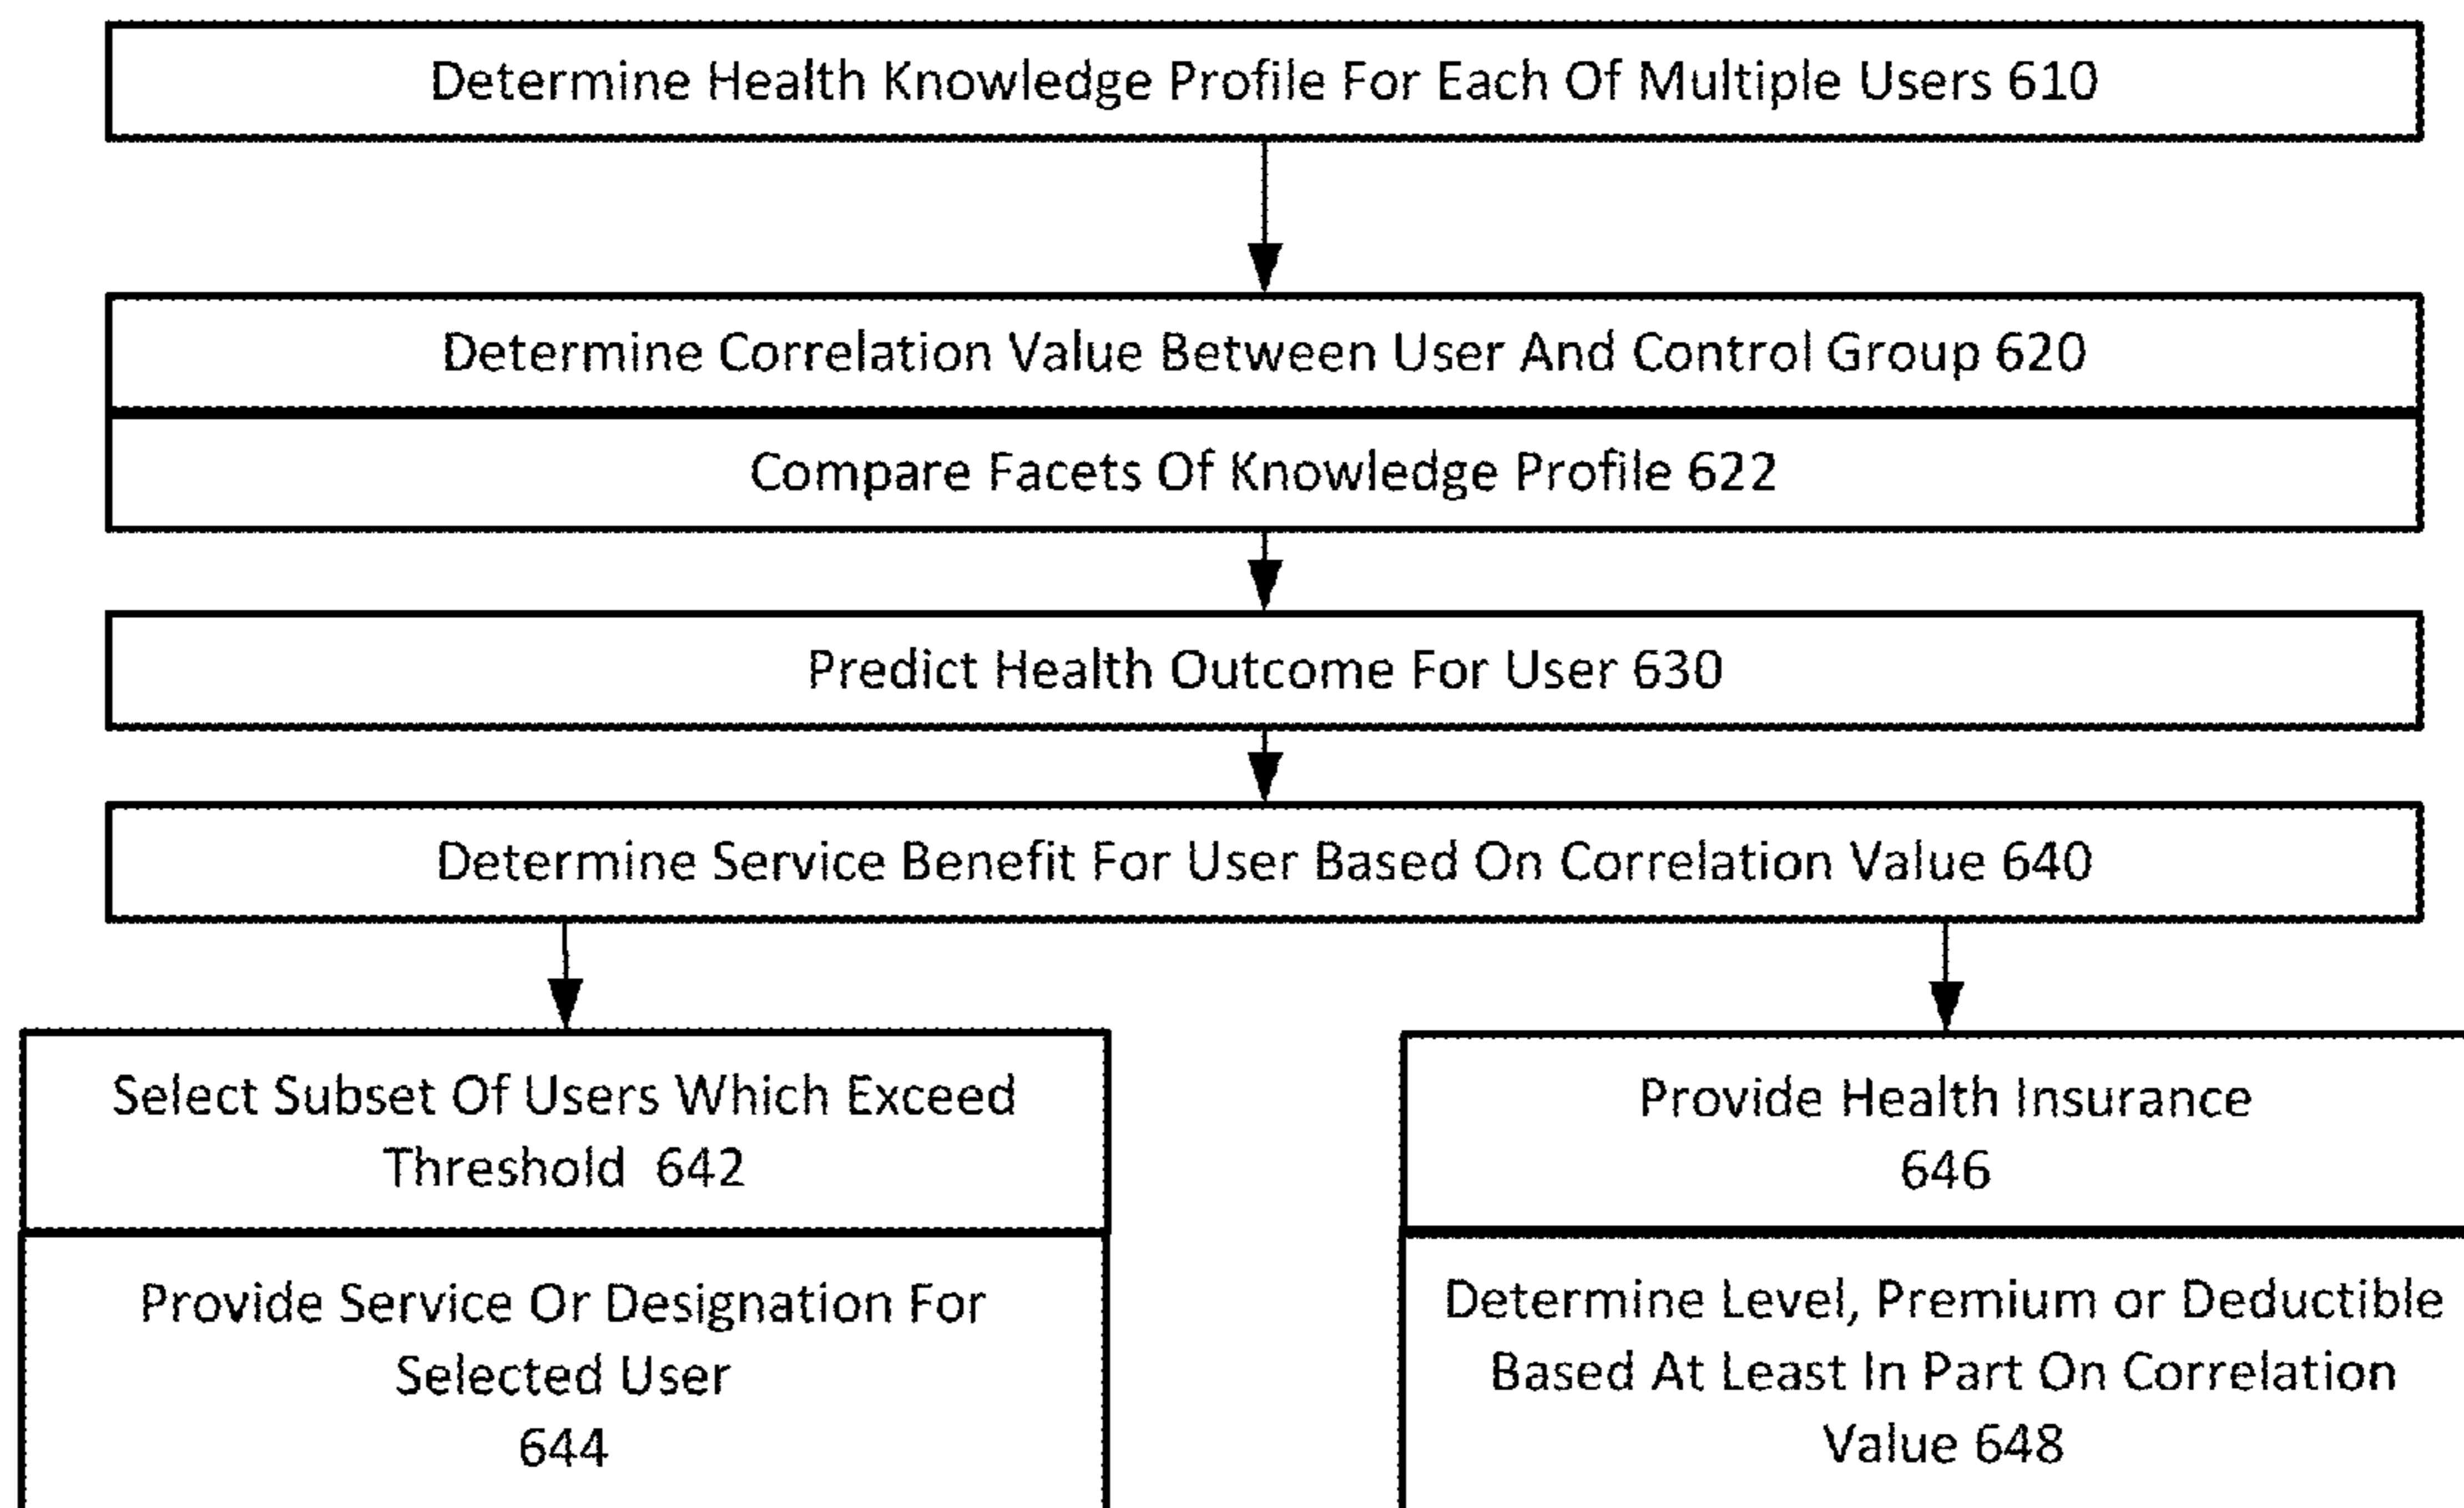 Determine Health Knowledge Profile For Each Of Multiple Users 610
Determine Correlation Value Between User And Control Group 620
Compare Facets Of Knowledge Profile 622
Predict Health Outcome For User 630
Determine Service Benefit For User Based On Correlation Value 640
Select Subset Of Users Which Exceed
Threshold 642
Provide Service Or Designation For
Selected User
644
Provide Health Insurance
646
Determine Level, Premium or Deductible
Based At Least In Part On Correlation
Value 648